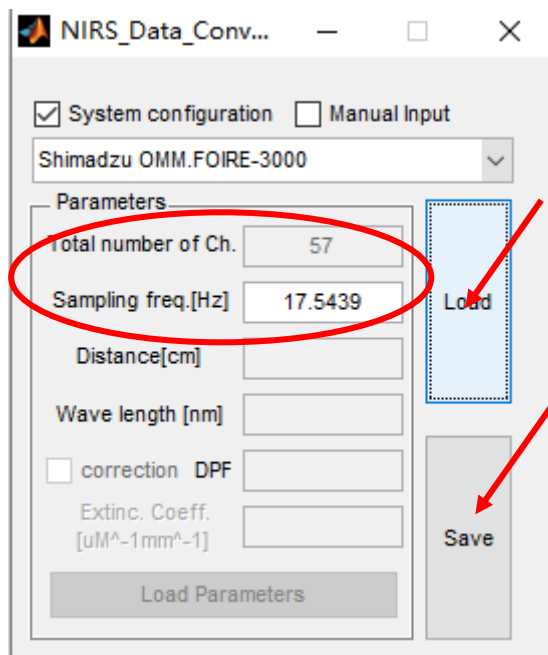 NIRS_Data_Conv...
System configuration Manual Input
Shimadzu OMM.FOIRE-3000
Parameters
Total number of Ch. 57
Sampling freq.[Hz] 17.5439
Load
Distance[cm]
Wave length [nm]
correction DPF
Extinc. Coeff.
[uM^-1mm^-1]
Save
Load Parameters